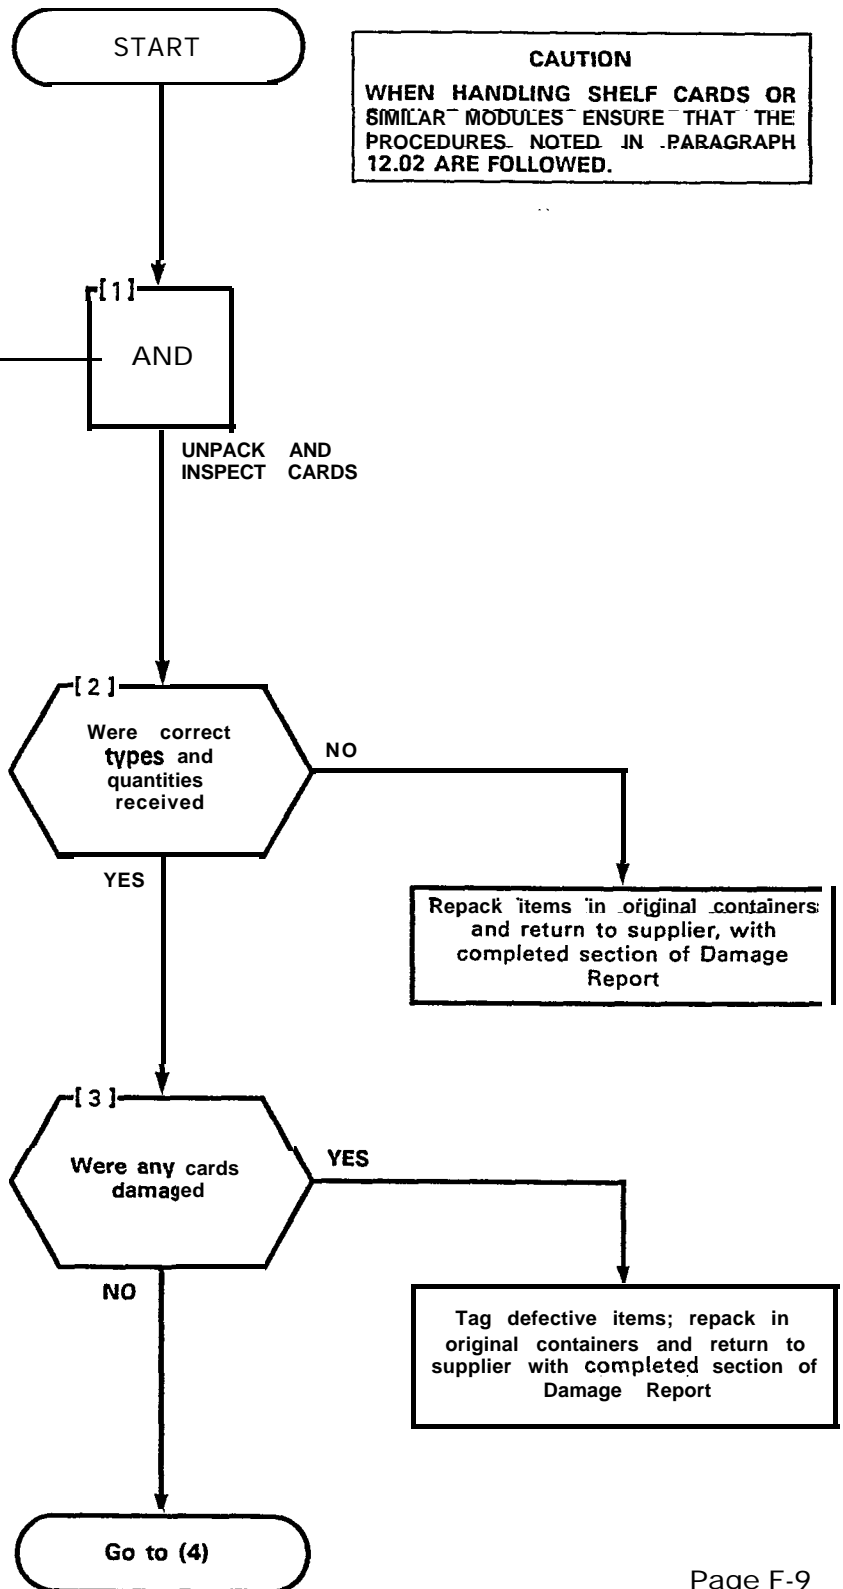 START
CAUTION
WHEN HANDLING SHELF CARDS OR
SIMILAR MODULES ENSURE THAT THE
PROCEDURES NOTED IN PARAGRAPH
12.02 ARE FOLLOWED.
[1]
AND
UNPACK AND
INSPECT CARDS
[2]
Were correct
types and
quantities
received
NO
YES
Repack items in original containers
and return to supplier, with
completed section of Damage
Report
[3]
Were any cards
damaged
YES
NO
Tag defective items; repack in
original containers and return to
supplier with completed section of
Damage Report
Go to (4)
Page F-9